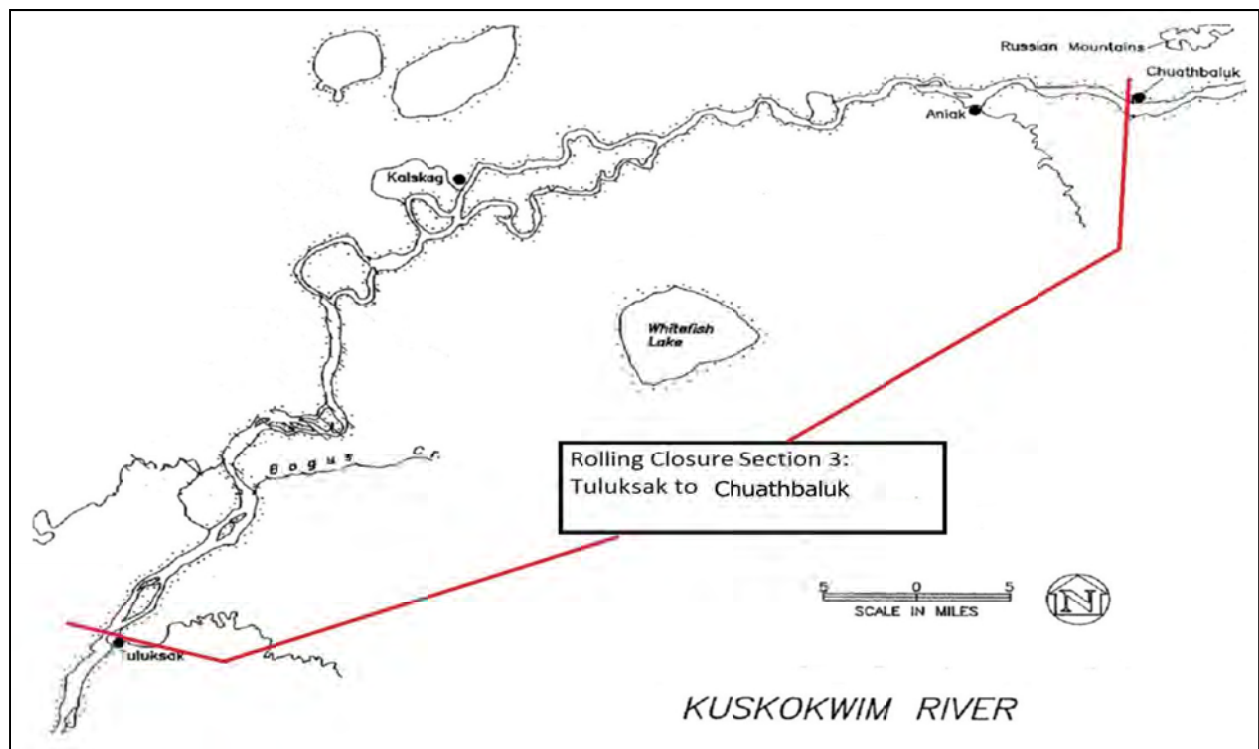 Russian Mountains
Chuathbaluk
Aniak
Kalskag
Whitefish
Lake
Bogus Cr.
Rolling Closure Section 3:
Tuluksak to Chuathbaluk
5 0 5
SCALE IN MILES
N
Tuluksak
KUSKOKWIM RIVER